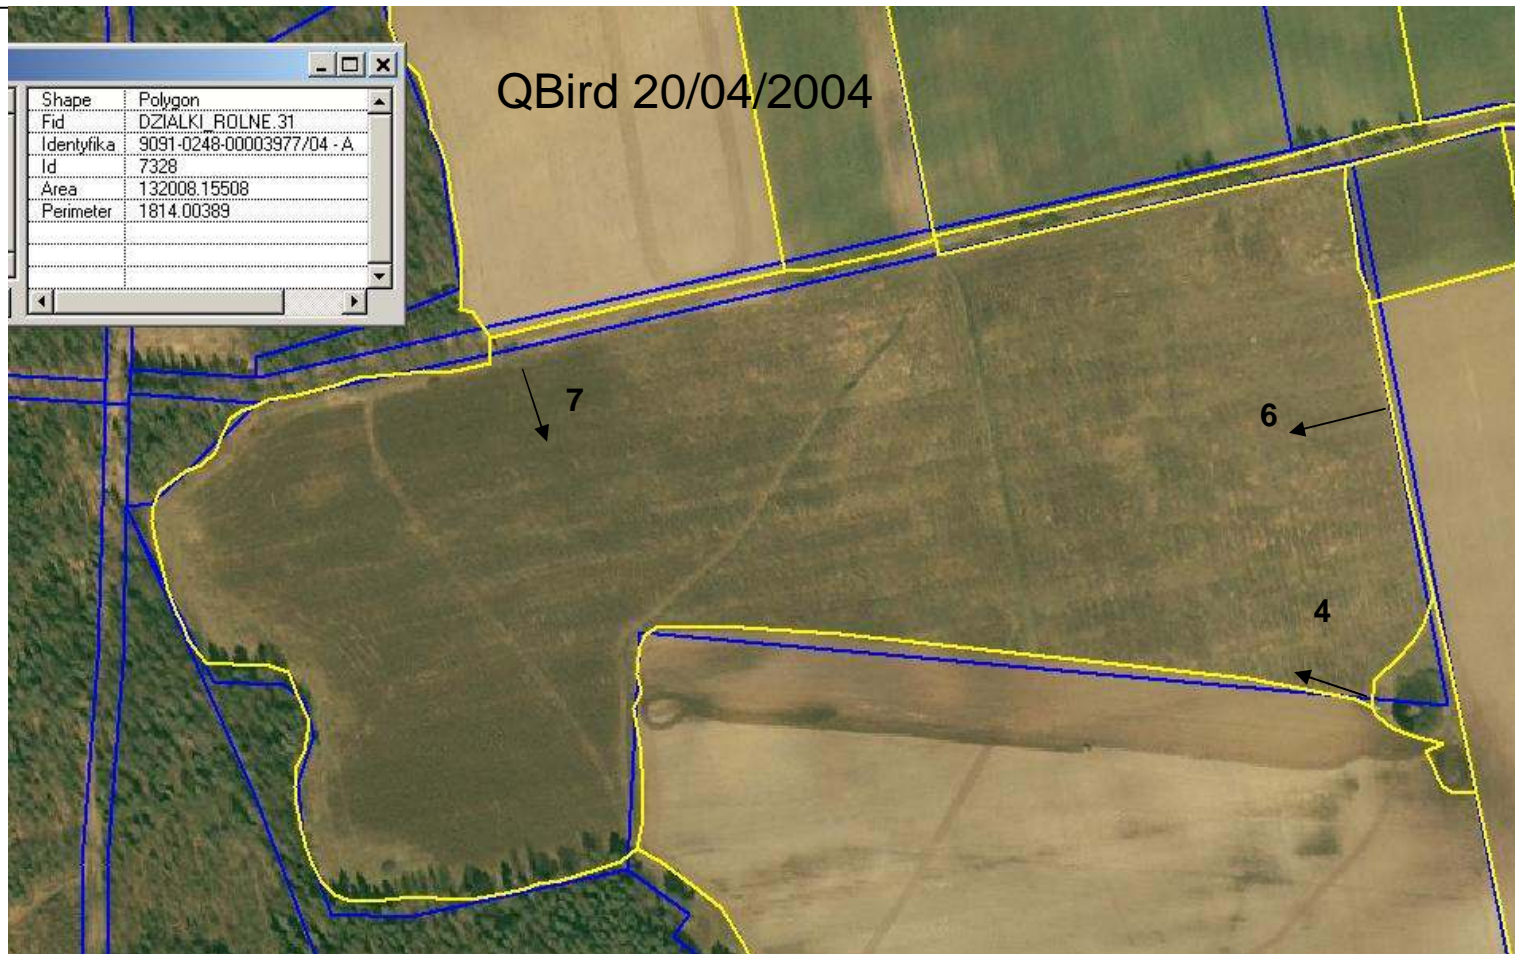 QBird 20/04/2004
Shape Polygon
Fid DZIALKI_ROLNE.31
Identyfika 9091-0248-00003977/04 - A
Id 7328
Area 132008.15508
Perimeter 1814.00389
7
6
4